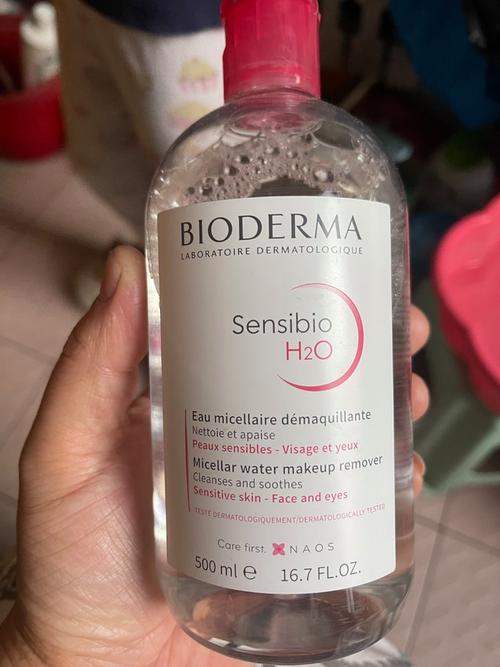 BIODERMA
LABORATOIRE DERMATOLOGIQUE
Sensibio
H2O
Eau micellaire démaquillante
Nettoie et apaise
Peaux sensibles - Visage et yeux
Micellar water makeup remover
Cleanses and soothes
Sensitive skin - Face and eyes
TESTÉ DERMATOLOGIQUEMENT/DERMATOLOGICALLY TESTED
Care first. NAOS
500 ml ℮ 16.7 FL.OZ.